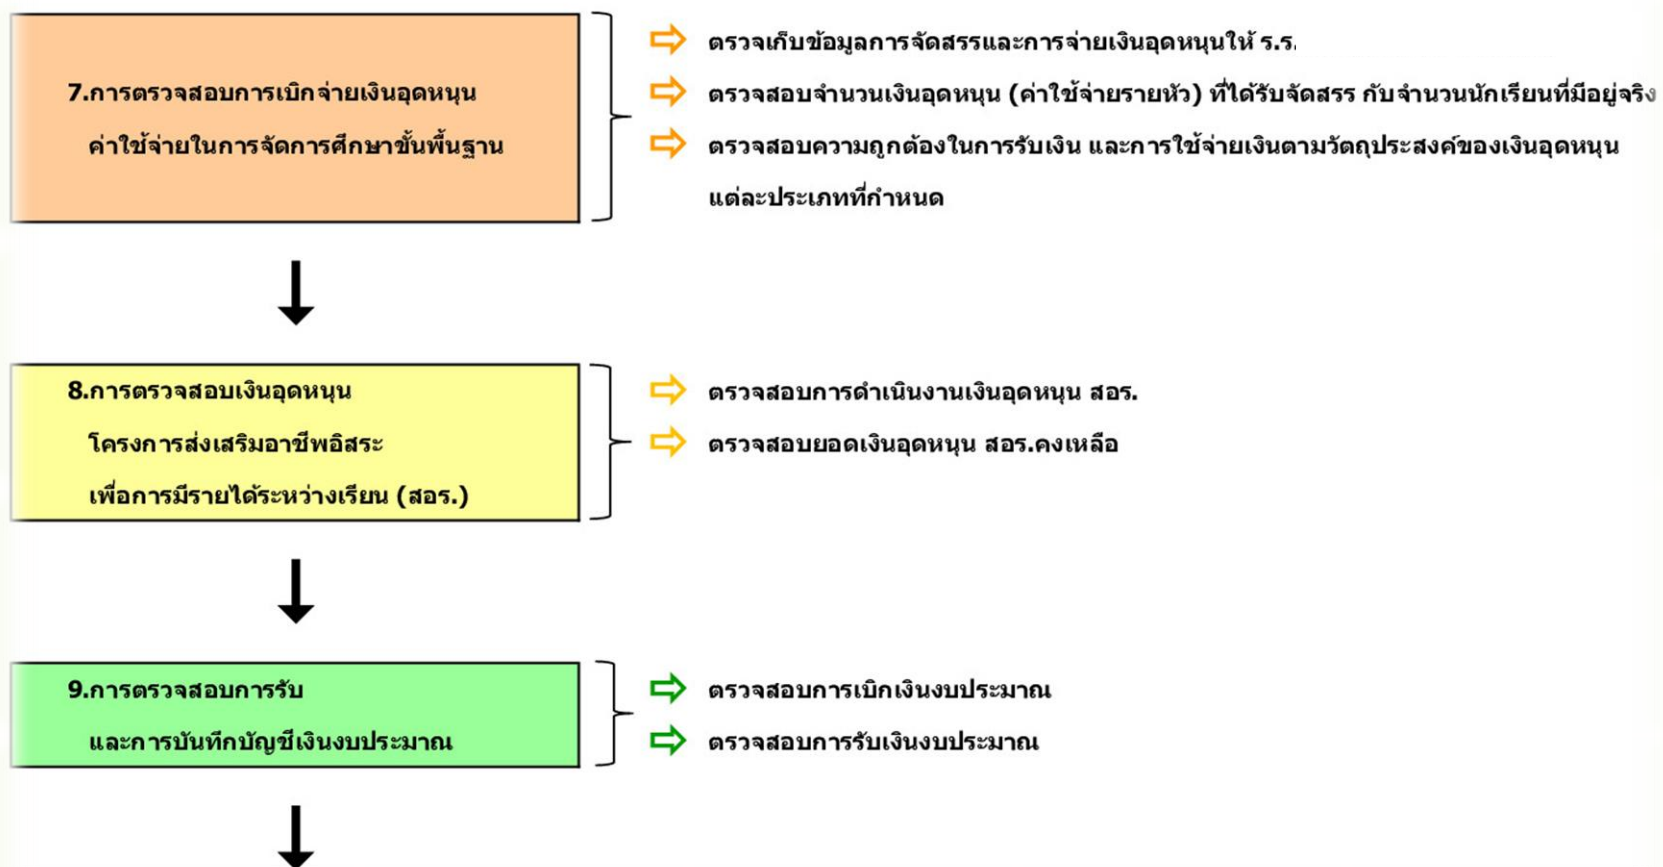 7.การตรวจสอบการเบิกจ่ายเงินอุดหนุน
ค่าใช้จ่ายในการจัดการศึกษาขั้นพื้นฐาน
ตรวจเก็บข้อมูลการจัดสรรและการจ่ายเงินอุดหนุนให้ ร.ร.
ตรวจสอบจำนวนเงินอุดหนุน (ค่าใช้จ่ายรายหัว) ที่ได้รับจัดสรร กับจำนวนนักเรียนที่มีอยู่จริง
ตรวจสอบความถูกต้องในการรับเงิน และการใช้จ่ายเงินตามวัตถุประสงค์ของเงินอุดหนุน
แต่ละประเภทที่กำหนด
8.การตรวจสอบเงินอุดหนุน
โครงการส่งเสริมอาชีพอิสระ
เพื่อการมีรายได้ระหว่างเรียน (สอร.)
ตรวจสอบการดำเนินงานเงินอุดหนุน สอร.
ตรวจสอบยอดเงินอุดหนุน สอร.คงเหลือ
9.การตรวจสอบการรับ
และการบันทึกบัญชีเงินงบประมาณ
ตรวจสอบการเบิกเงินงบประมาณ
ตรวจสอบการรับเงินงบประมาณ